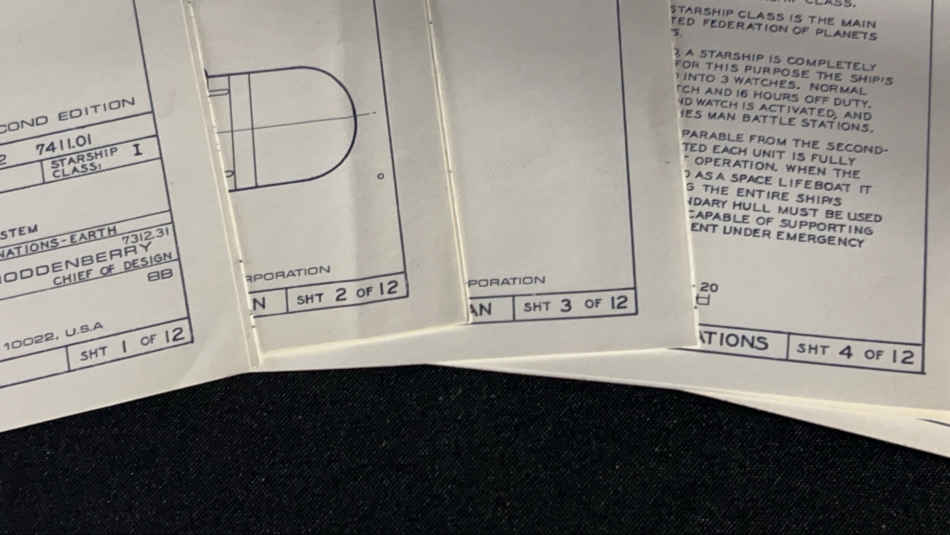 COND EDITION
2 7411.01
STARSHIP I
CLASS:
STEM
NATIONS-EARTH
7312.31
RODDENBERRY
CHIEF OF DESIGN
BB
10022, U.S.A
SHT 1 OF 12
RPORATION
N SHT 2 OF 12
PORATION
AN SHT 3 OF 12
CLASS.
STARSHIP CLASS IS THE MAIN
TED FEDERATION OF PLANETS
S.
A STARSHIP IS COMPLETELY
FOR THIS PURPOSE THE SHIP'S
INTO 3 WATCHES. NORMAL
TCH AND 16 HOURS OFF DUTY.
ND WATCH IS ACTIVATED, AND
IES MAN BATTLE STATIONS.
PARABLE FROM THE SECOND-
TED EACH UNIT IS FULLY
OPERATION. WHEN THE
AS A SPACE LIFEBOAT IT
G THE ENTIRE SHIP'S
NDARY HULL MUST BE USED
CAPABLE OF SUPPORTING
ENT UNDER EMERGENCY
20
ATIONS SHT 4 OF 12